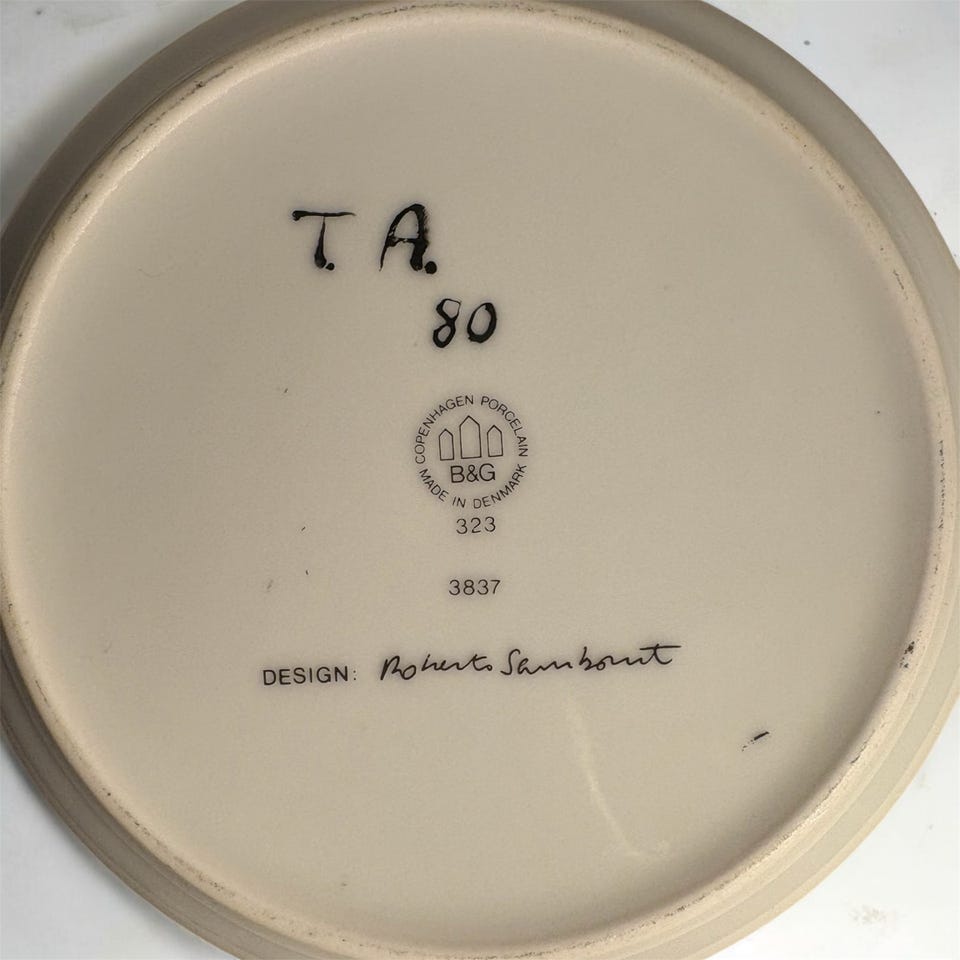 T. A.
80
COPENHAGEN PORCELAIN
B&G
MADE IN DENMARK
323
3837
DESIGN: Roberto Sambonet